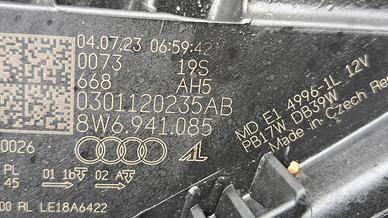 04.07.23 06:59:42
0073 19S
668 AH5
0301120235AB
8W6.941.085
0026
PL
45 01 1b 02 A
00 RL LE18A6422
MD E1 4996-1L 12V
PB17W DB39W
Made in Czech Re